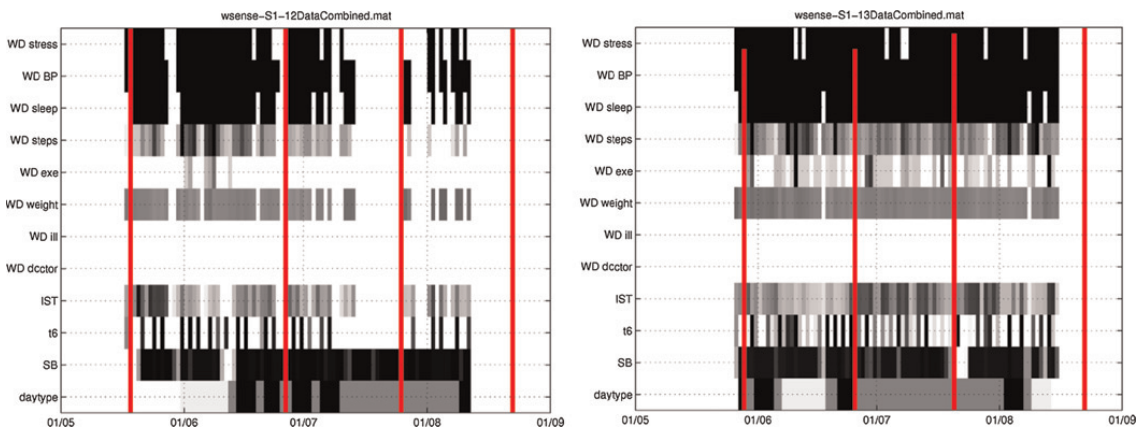 wsense-S1-12DataCombined.mat
WD stress
WD BP
WD sleep
WD steps
WD exe
WD weight
WD ill
WD dcctor
IST
t6
SB
daytype
01/05 01/06 01/07 01/08 01/09
wsense-S1-13DataCombined.mat
WD stress
WD BP
WD sleep
WD steps
WD exe
WD weight
WD ill
WD dcctor
IST
t6
SB
daytype
01/05 01/06 01/07 01/08 01/09